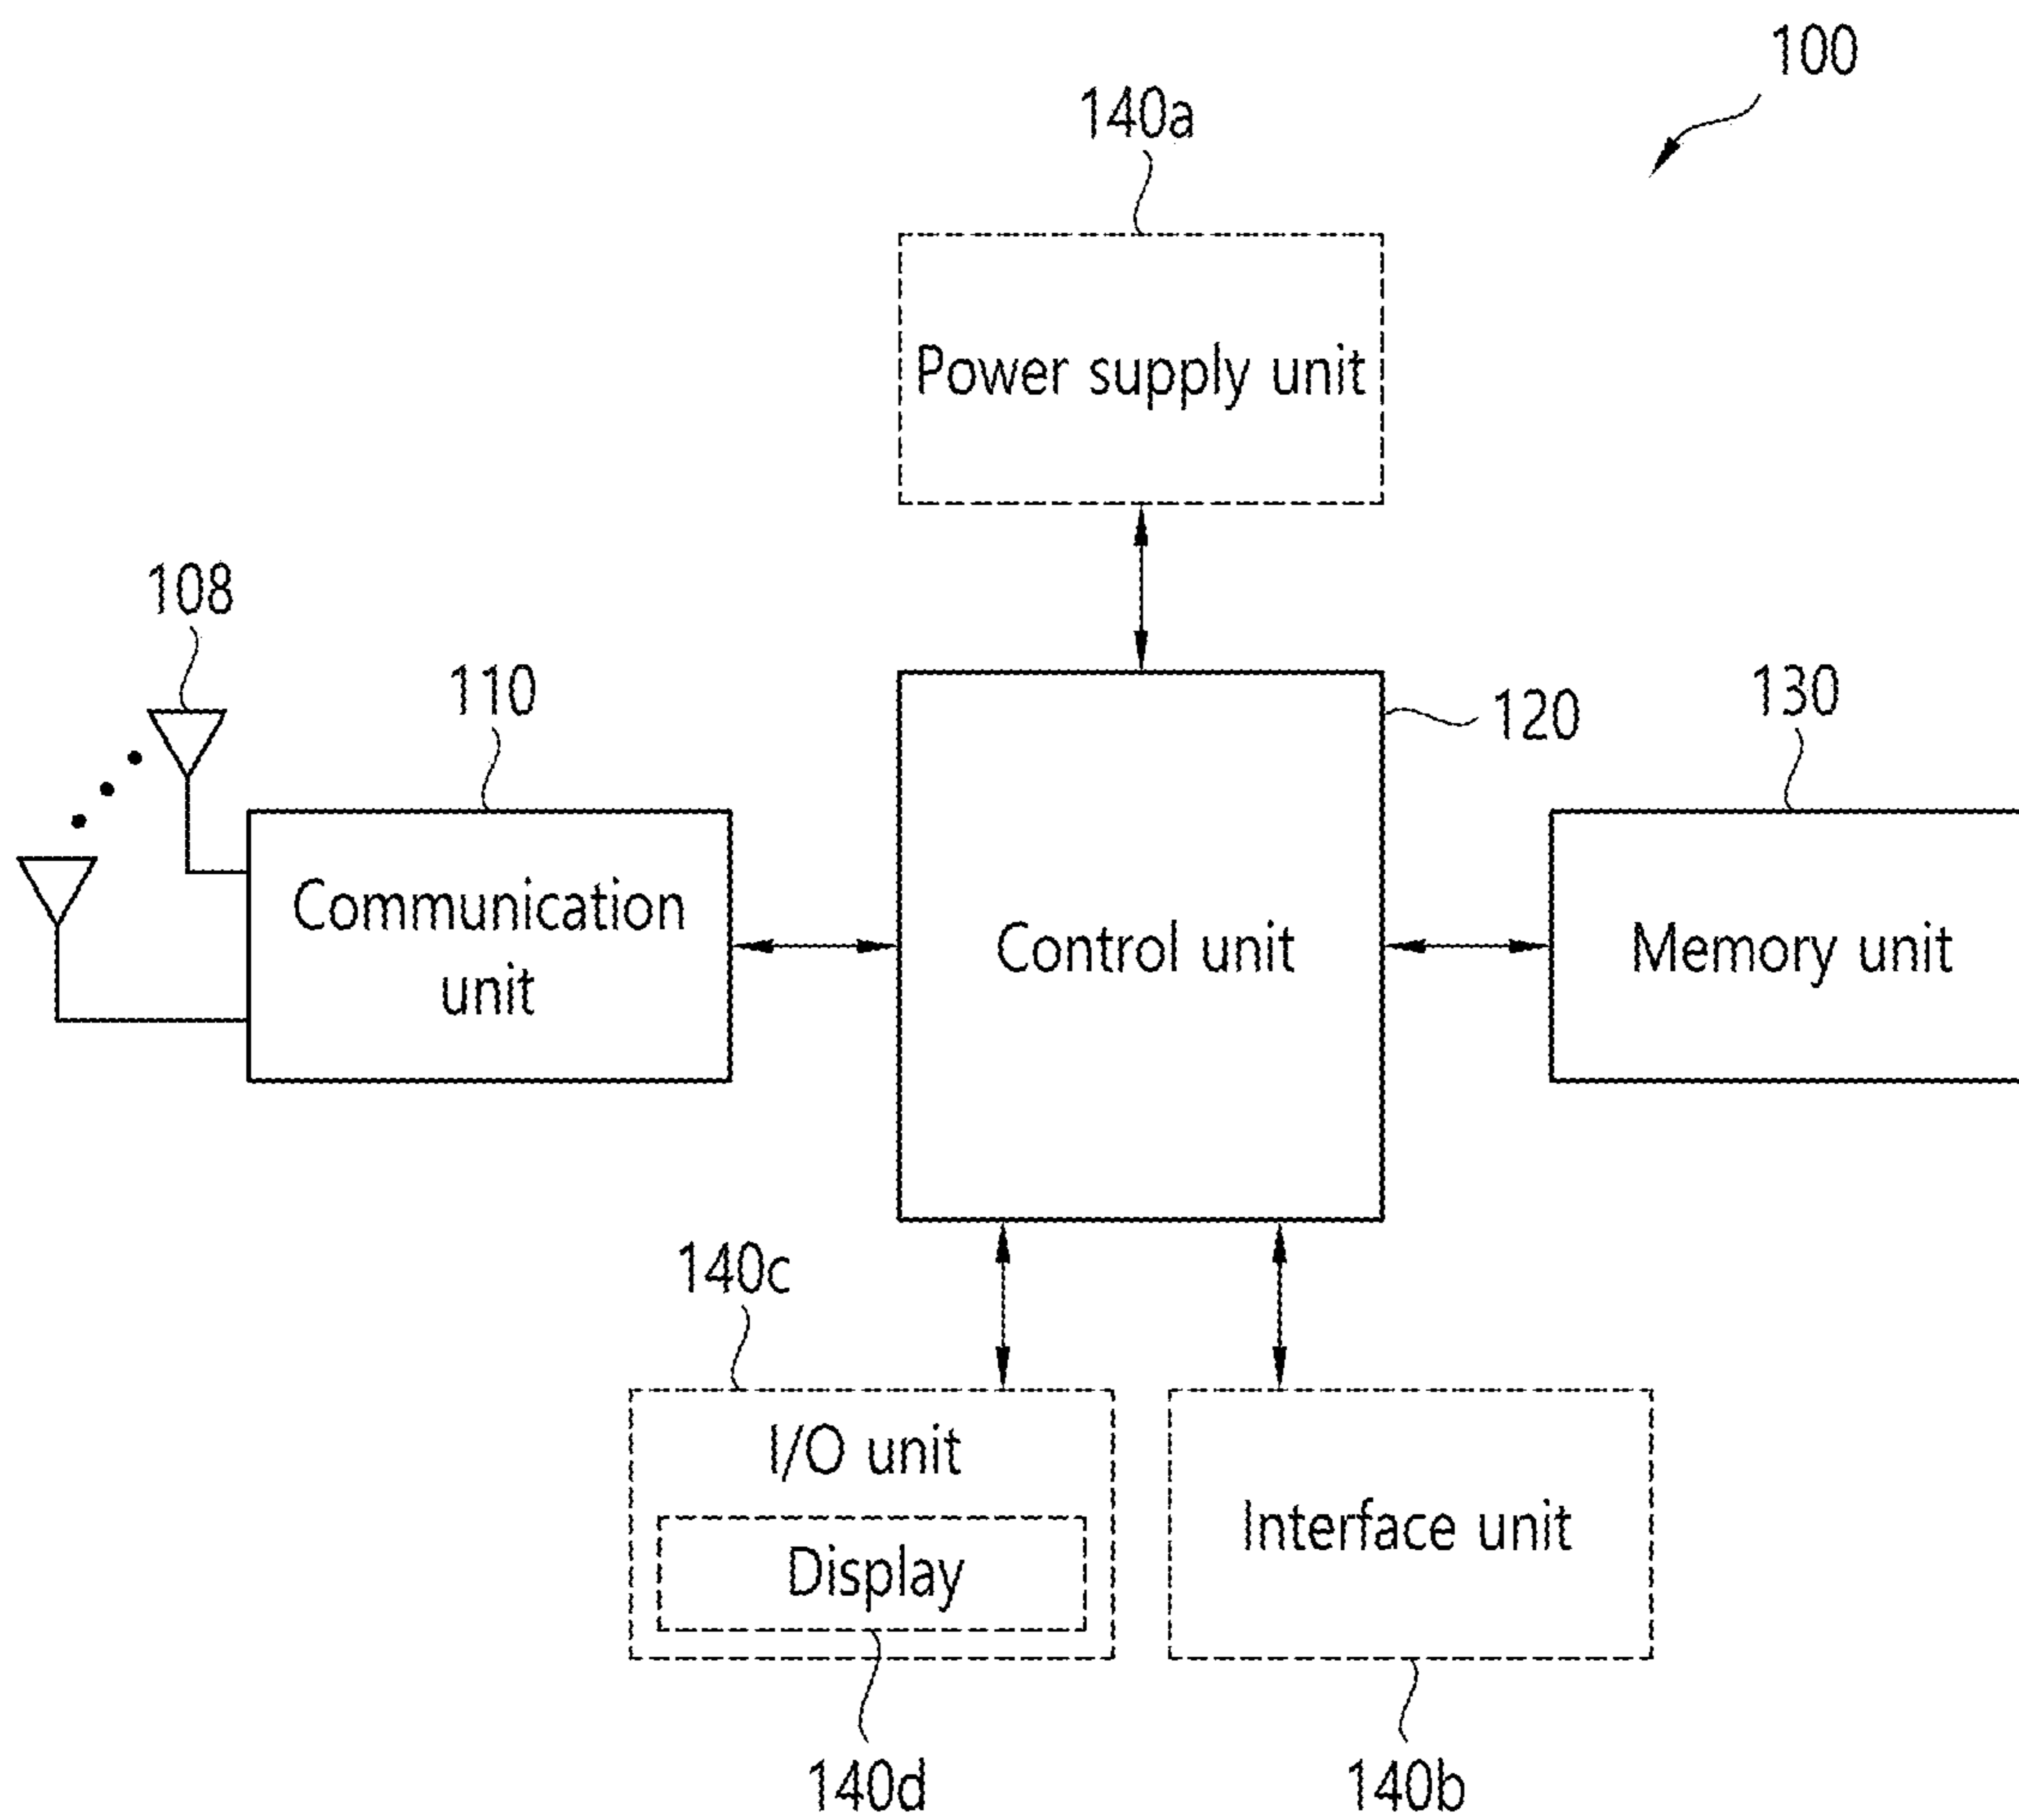 100
140a
Power supply unit
108
110
120
130
Communication
unit
Control unit
Memory unit
140c
I/O unit
Display
Interface unit
140d
140b